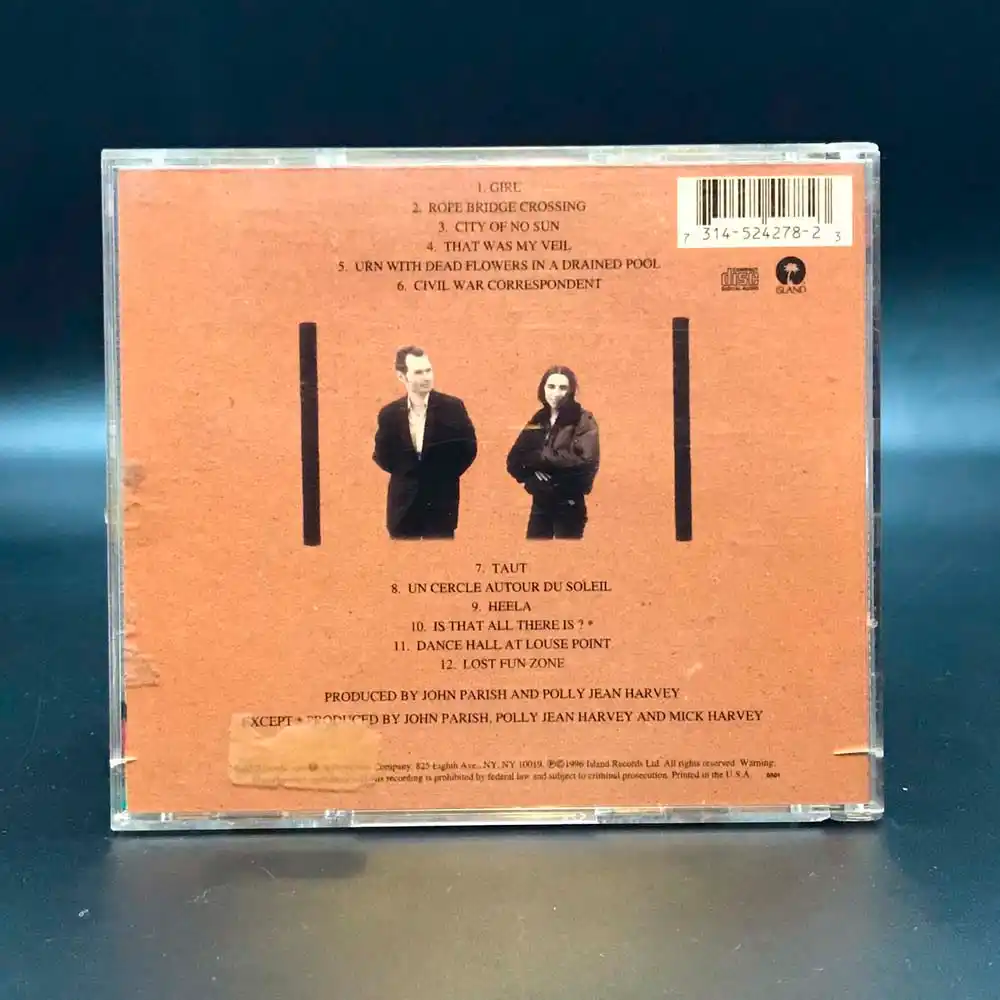 1. GIRL
2. ROPE BRIDGE CROSSING
3. CITY OF NO SUN
4. THAT WAS MY VEIL
5. URN WITH DEAD FLOWERS IN A DRAINED POOL
6. CIVIL WAR CORRESPONDENT
7 314-524278-2 3
disc
DIGITAL AUDIO
ISLAND
7. TAUT
8. UN CERCLE AUTOUR DU SOLEIL
9. HEELA
10. IS THAT ALL THERE IS ? *
11. DANCE HALL AT LOUSE POINT
12. LOST FUN ZONE
PRODUCED BY JOHN PARISH AND POLLY JEAN HARVEY
EXCEPT * PRODUCED BY JOHN PARISH, POLLY JEAN HARVEY AND MICK HARVEY
Company, 825 Eighth Ave., NY, NY 10019, ℗©1996 Island Records Ltd. All rights reserved. Warning:
recording is prohibited by federal law and subject to criminal prosecution. Printed in the U.S.A.